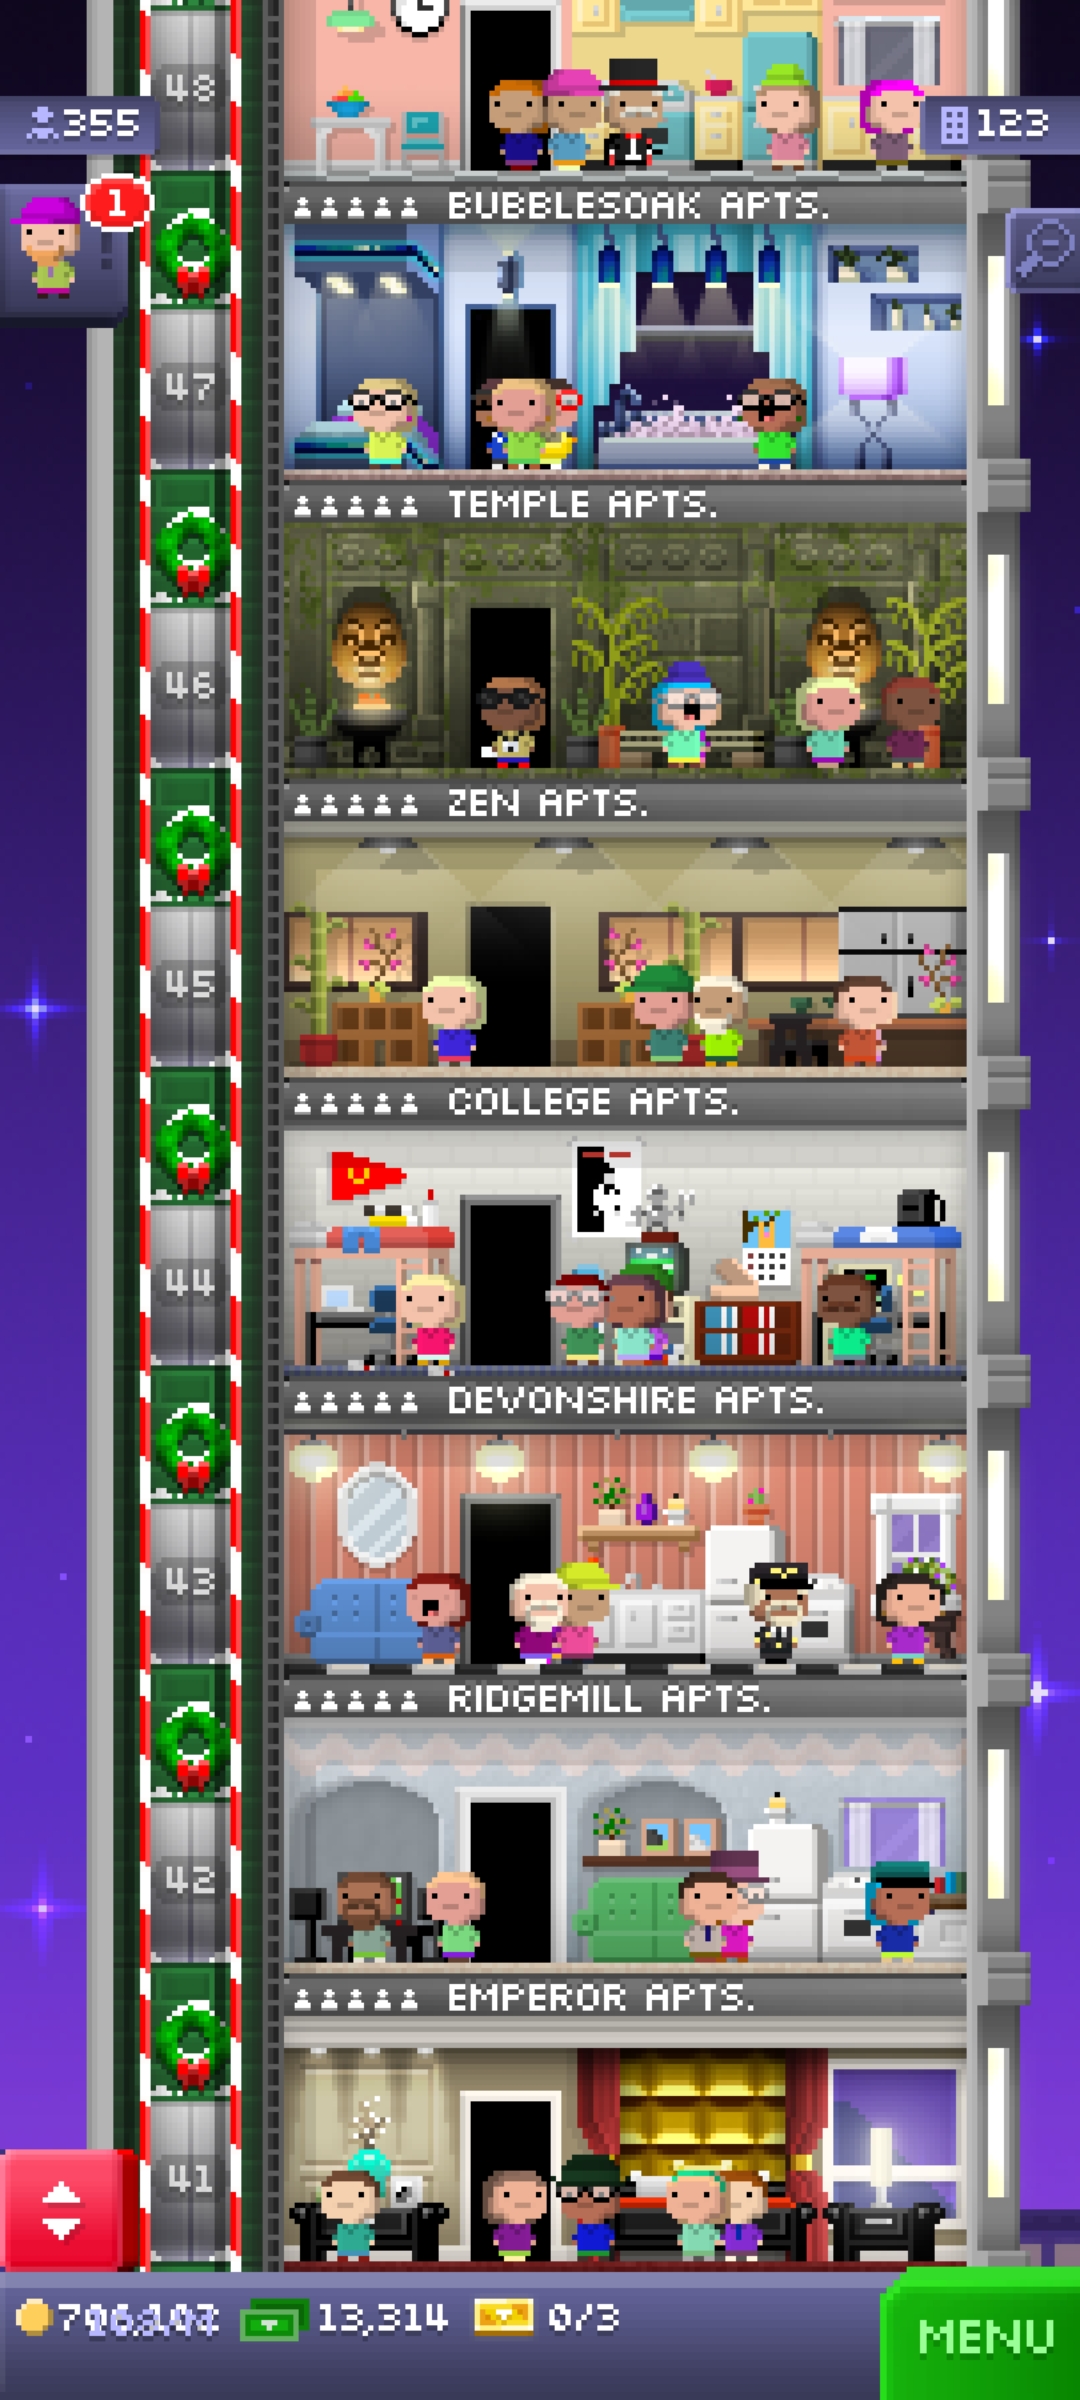 48
355
123
1
BUBBLESOAK APTS.
47
TEMPLE APTS.
46
ZEN APTS.
45
COLLEGE APTS.
44
DEVONSHIRE APTS.
43
RIDGEMILL APTS.
42
EMPEROR APTS.
41
13,314 0/3
MENU